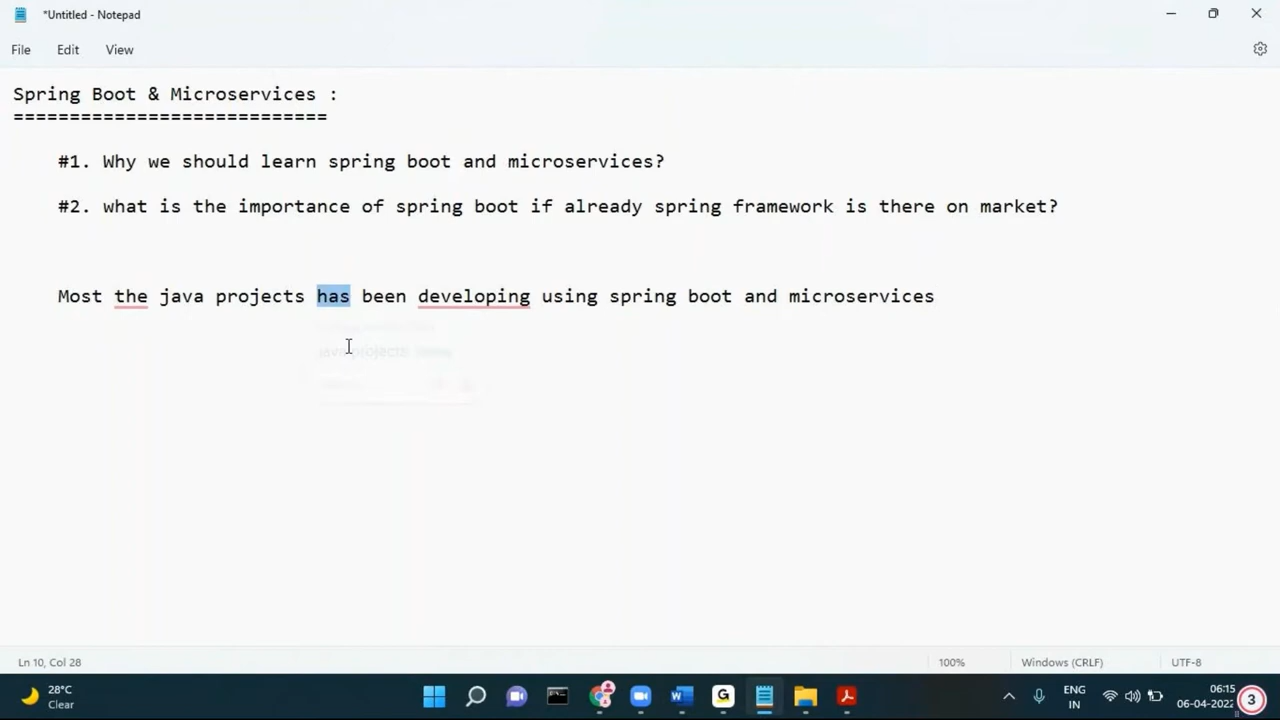 *Untitled - Notepad
File Edit View
Spring Boot & Microservices :
============================
#1. Why we should learn spring boot and microservices?
#2. what is the importance of spring boot if already spring framework is there on market?
Most the java projects has been developing using spring boot and microservices
Ln 10, Col 28
100%
Windows (CRLF)
UTF-8
28°C
Clear
ENG
IN
06:15
06-04-2022
3